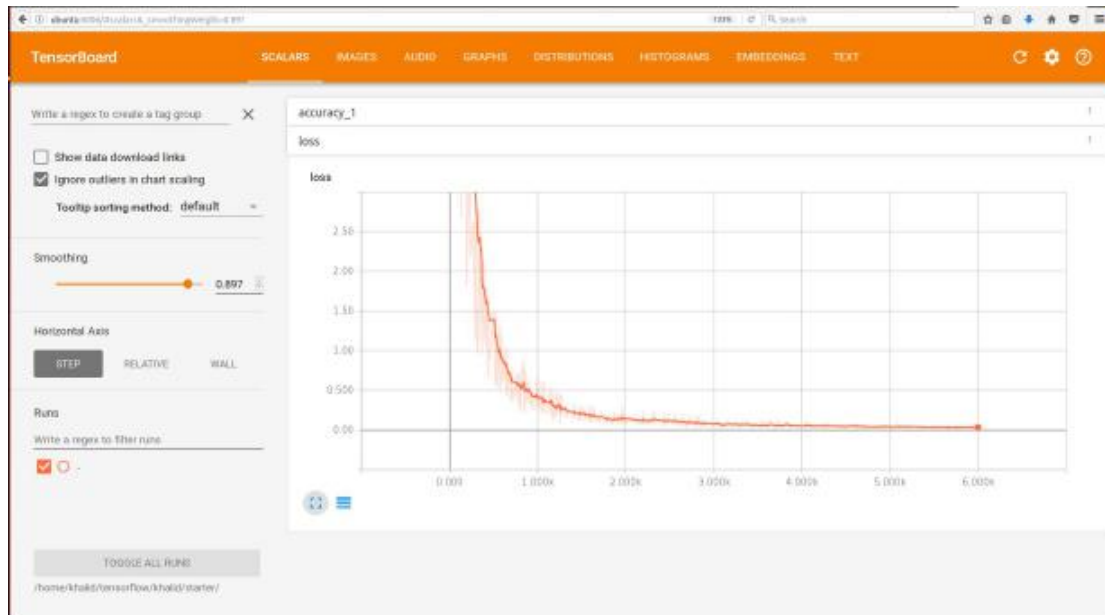 TensorBoard
SCALARS IMAGES AUDIO GRAPHS DISTRIBUTIONS HISTOGRAMS EMBEDDINGS TEXT
Write a regex to create a tag group
Show data download links
Ignore outliers in chart scaling
Tooltip sorting method: default
Smoothing
0.897
Horizontal Axis
STEP RELATIVE WALL
Runs
Write a regex to filter runs
.
TOGGLE ALL RUNS
/home/khalid/tensorflow/khalid/starter/
accuracy_1 1
loss 1
loss
2.50
2.00
1.50
1.00
0.500
0.00
0.000 1.000k 2.000k 3.000k 4.000k 5.000k 6.000k